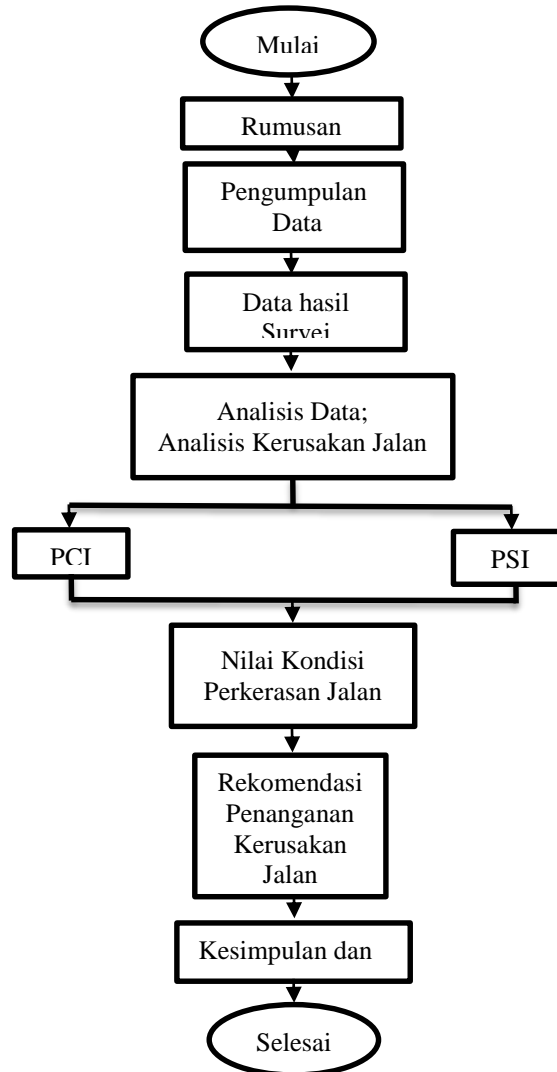 Mulai
Rumusan
Pengumpulan
Data
Data hasil
Survei
Analisis Data;
Analisis Kerusakan Jalan
PCI
PSI
Nilai Kondisi
Perkerasan Jalan
Rekomendasi
Penanganan
Kerusakan
Jalan
Kesimpulan dan
Selesai